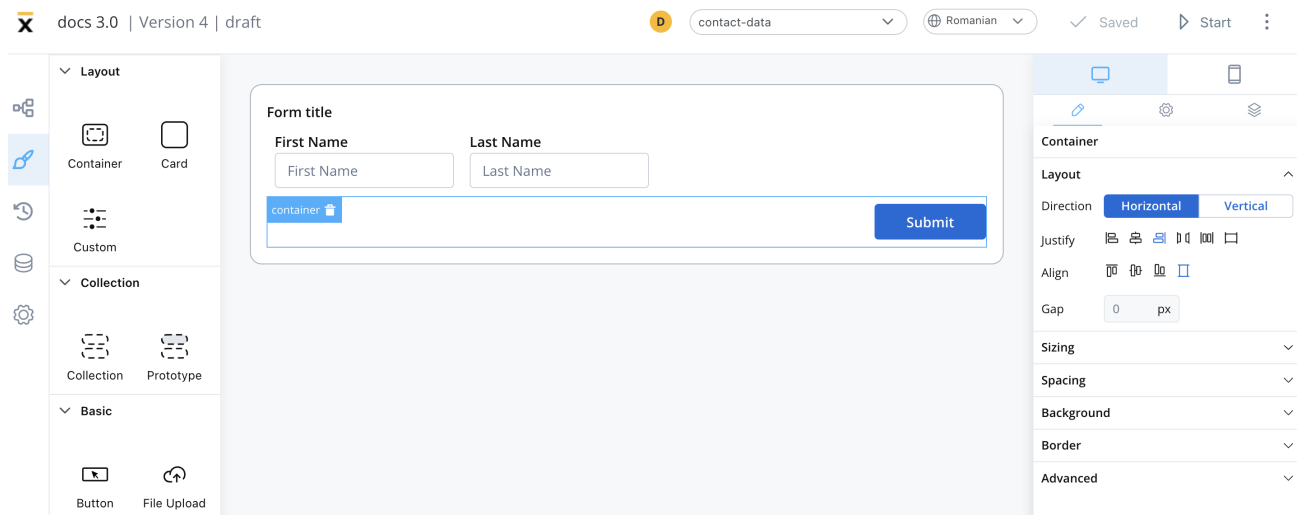 docs 3.0 | Version 4 | draft
D
contact-data
Romanian
Saved
Start
Layout
Container
Card
Custom
Collection
Collection
Prototype
Basic
Button
File Upload
Form title
First Name
Last Name
First Name
Last Name
container
Submit
Container
Layout
Direction
Horizontal
Vertical
Justify
Align
Gap
0
px
Sizing
Spacing
Background
Border
Advanced